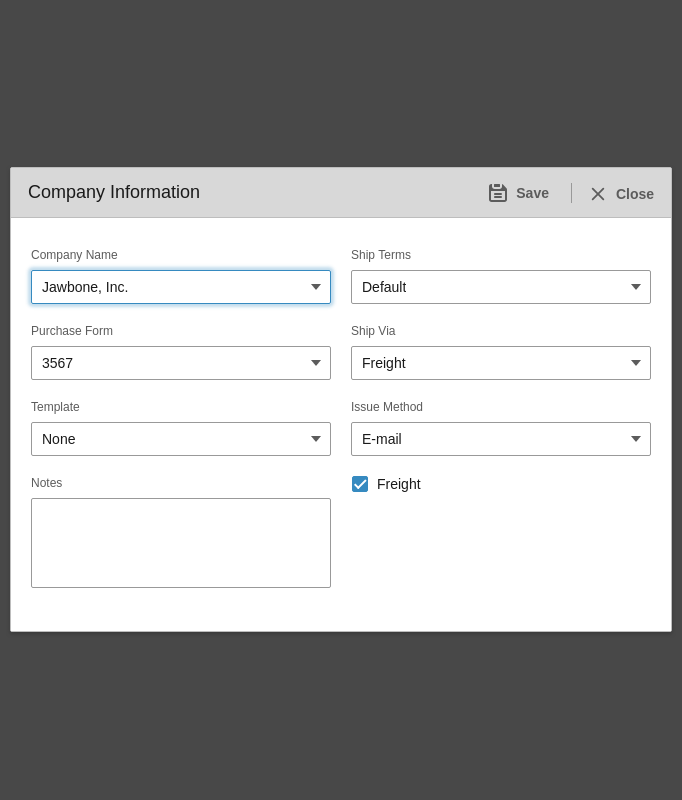 Company Information
Save
Close
Company Name
Ship Terms
Jawbone, Inc.
Default
Purchase Form
Ship Via
3567
Freight
Template
Issue Method
None
E-mail
Notes
Freight